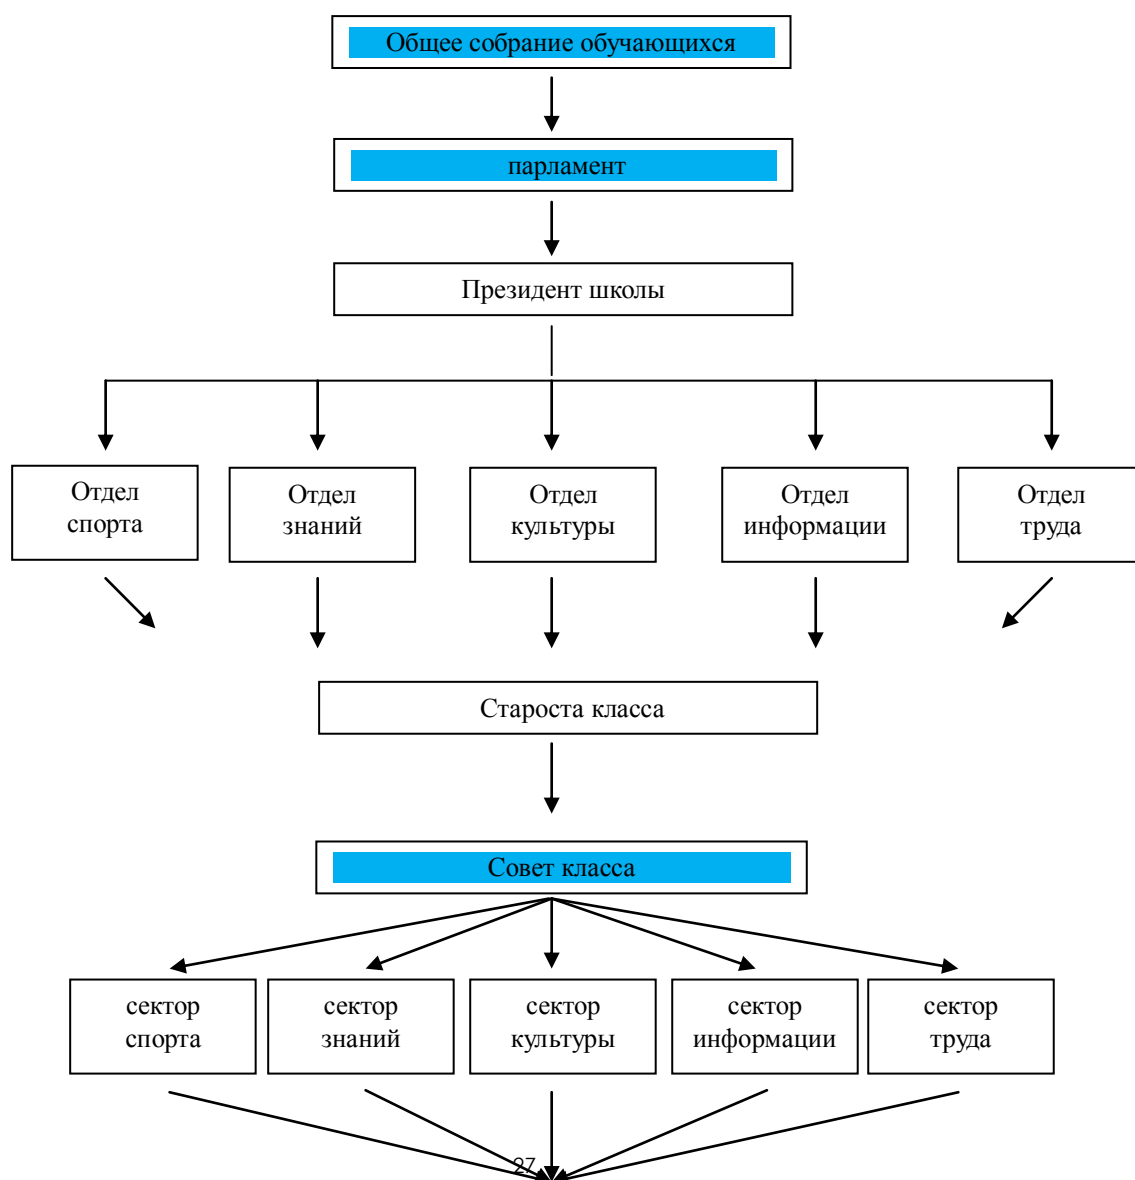 Общее собрание обучающихся
парламент
Президент школы
Отдел
спорта
Отдел
знаний
Отдел
культуры
Отдел
информации
Отдел
труда
Староста класса
Совет класса
сектор
спорта
сектор
знаний
сектор
культуры
сектор
информации
сектор
труда
27